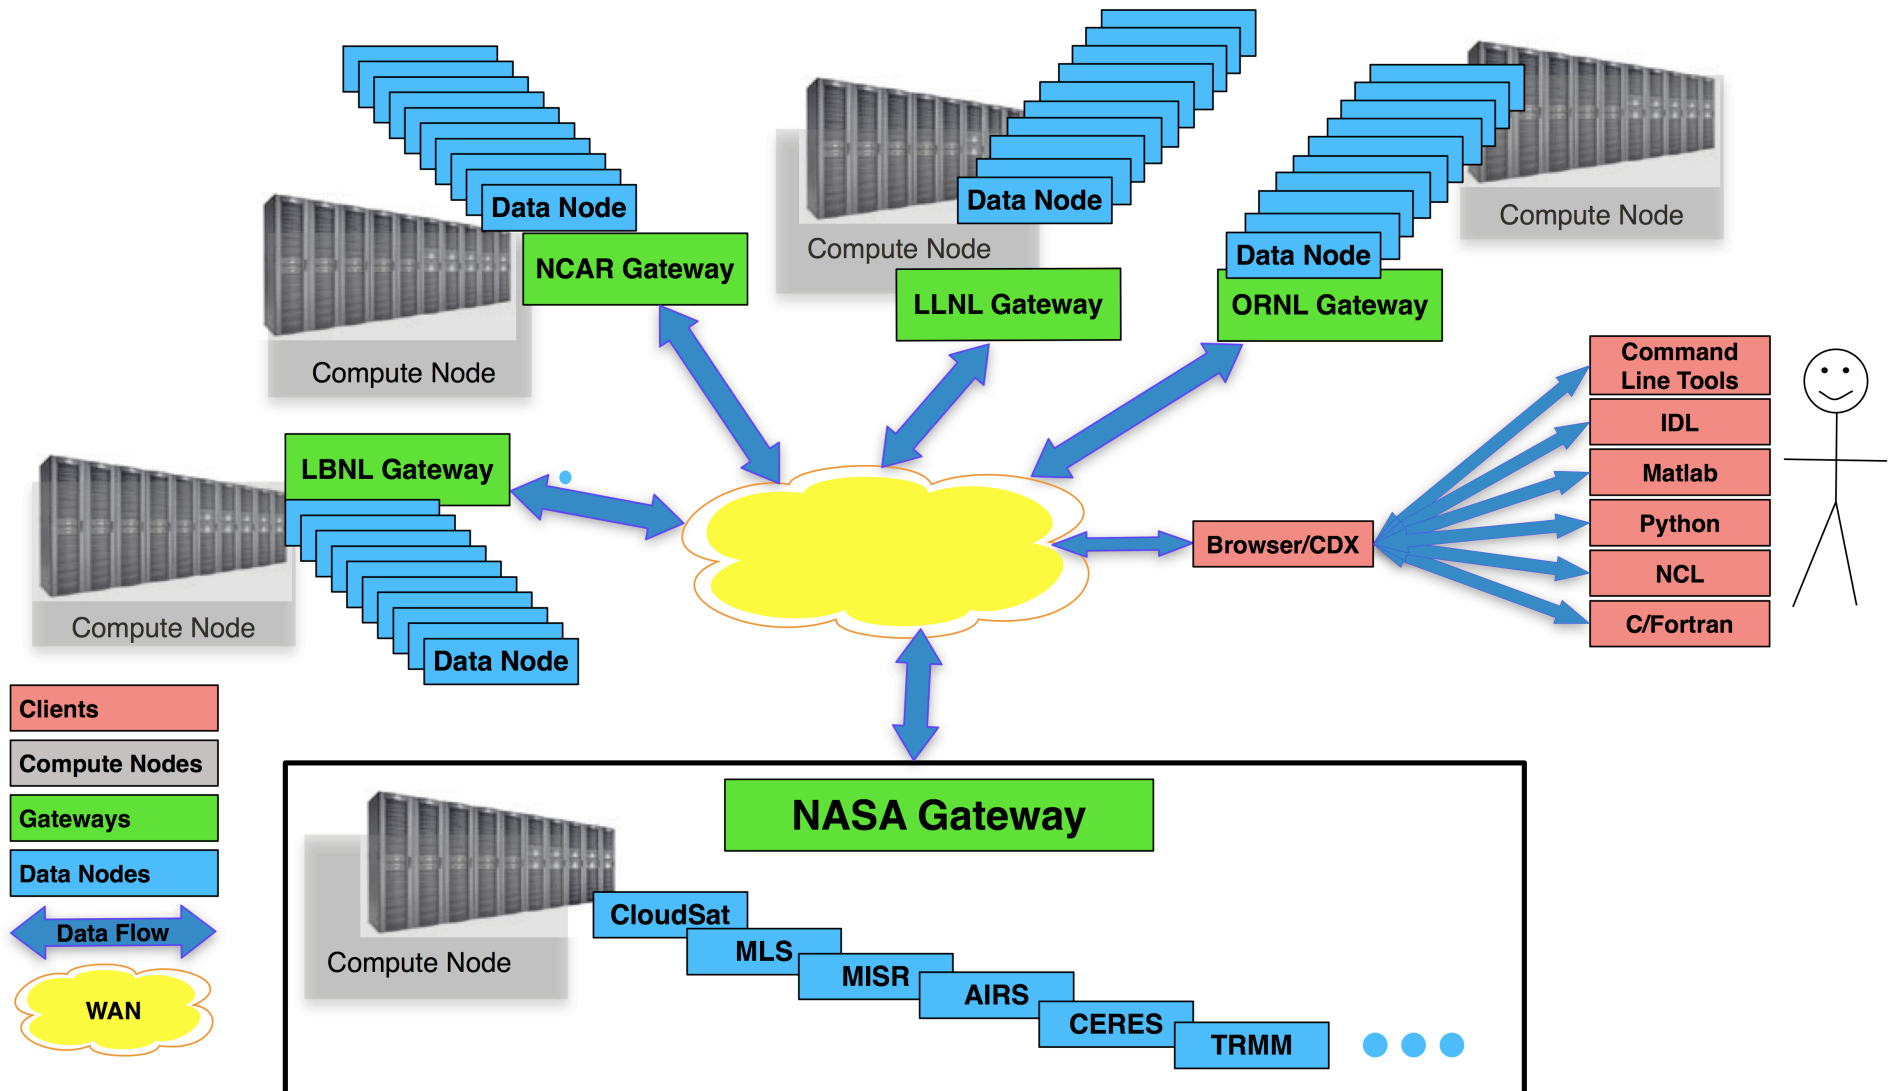 Data Node
NCAR Gateway
Compute Node
Data Node
Compute Node
LLNL Gateway
Data Node
ORNL Gateway
Compute Node
LBNL Gateway
Compute Node
Data Node
Browser/CDX
Command
Line Tools
IDL
Matlab
Python
NCL
C/Fortran
Clients
Compute Nodes
Gateways
Data Nodes
Data Flow
WAN
NASA Gateway
Compute Node
CloudSat
MLS
MISR
AIRS
CERES
TRMM